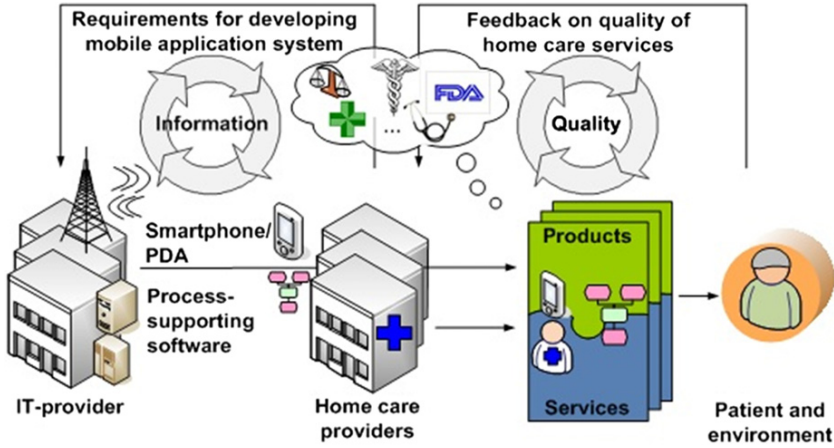 Requirements for developing
mobile application system
Feedback on quality of
home care services
Information
FDA
...
Quality
Smartphone/
PDA
Process-
supporting
software
Products
Services
IT-provider
Home care
providers
Patient and
environment